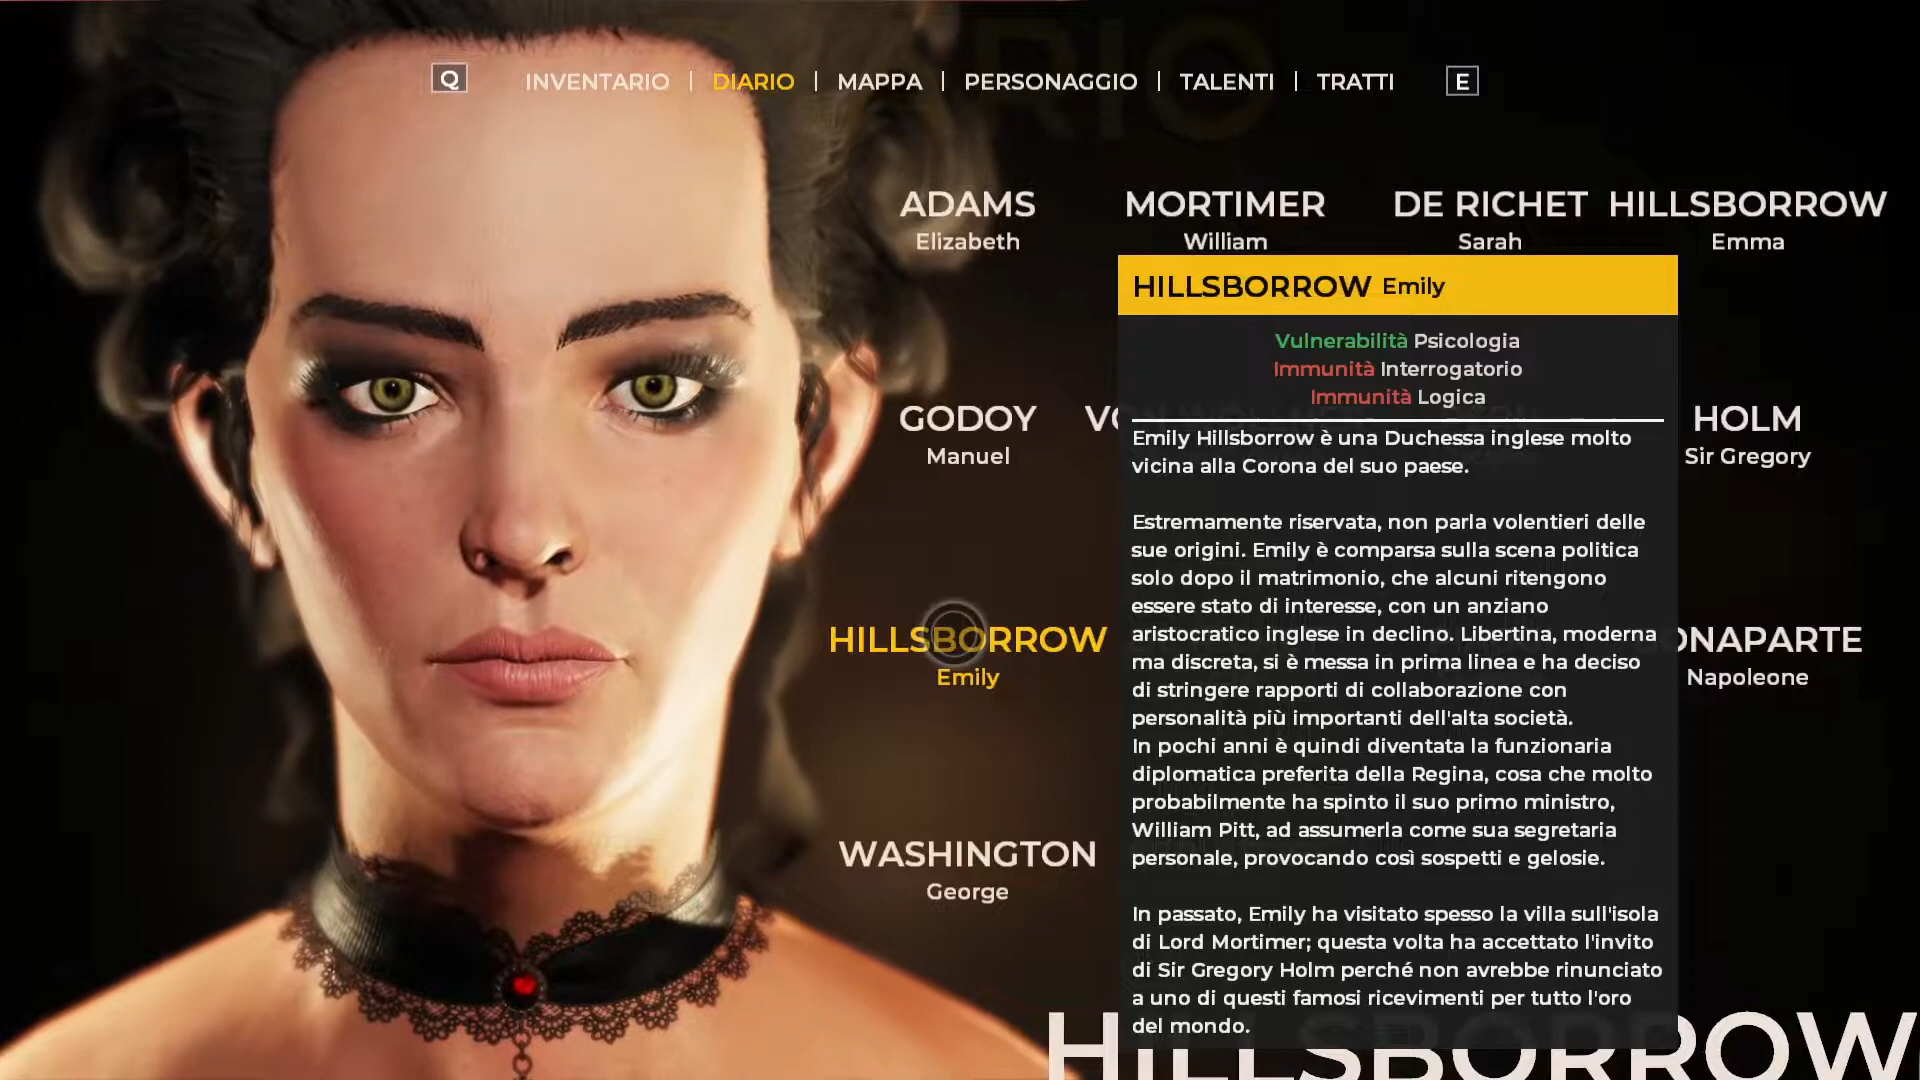 Q INVENTARIO | DIARIO | MAPPA | PERSONAGGIO | TALENTI | TRATTI E
ADAMS
Elizabeth
MORTIMER
William
DE RICHET
Sarah
HILLSBORROW
Emma
HILLSBORROW Emily
Vulnerabilità Psicologia
Immunità Interrogatorio
Immunità Logica
Emily Hillsborrow è una Duchessa inglese molto
vicina alla Corona del suo paese.
Estremamente riservata, non parla volentieri delle
sue origini. Emily è comparsa sulla scena politica
solo dopo il matrimonio, che alcuni ritengono
essere stato di interesse, con un anziano
aristocratico inglese in declino. Libertina, moderna
ma discreta, si è messa in prima linea e ha deciso
di stringere rapporti di collaborazione con
personalità più importanti dell'alta società.
In pochi anni è quindi diventata la funzionaria
diplomatica preferita della Regina, cosa che molto
probabilmente ha spinto il suo primo ministro,
William Pitt, ad assumerla come sua segretaria
personale, provocando così sospetti e gelosie.
In passato, Emily ha visitato spesso la villa sull'isola
di Lord Mortimer; questa volta ha accettato l'invito
di Sir Gregory Holm perché non avrebbe rinunciato
a uno di questi famosi ricevimenti per tutto l'oro
del mondo.
GODOY
Manuel
HOLM
Sir Gregory
HILLSBORROW
Emily
ONAPARTE
Napoleone
WASHINGTON
George
HILLSBORROW